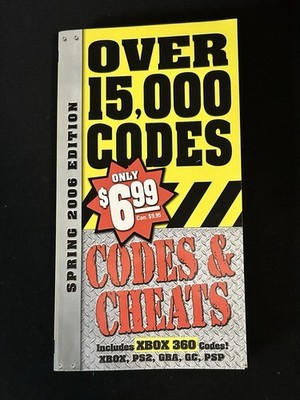 SPRING 2006 EDITION
OVER
15,000
CODES
ONLY
$6.99
Can. $9.95
CODES &
CHEATS
Includes XBOX 360 Codes!
XBOX, PS2, GBA, GC, PSP